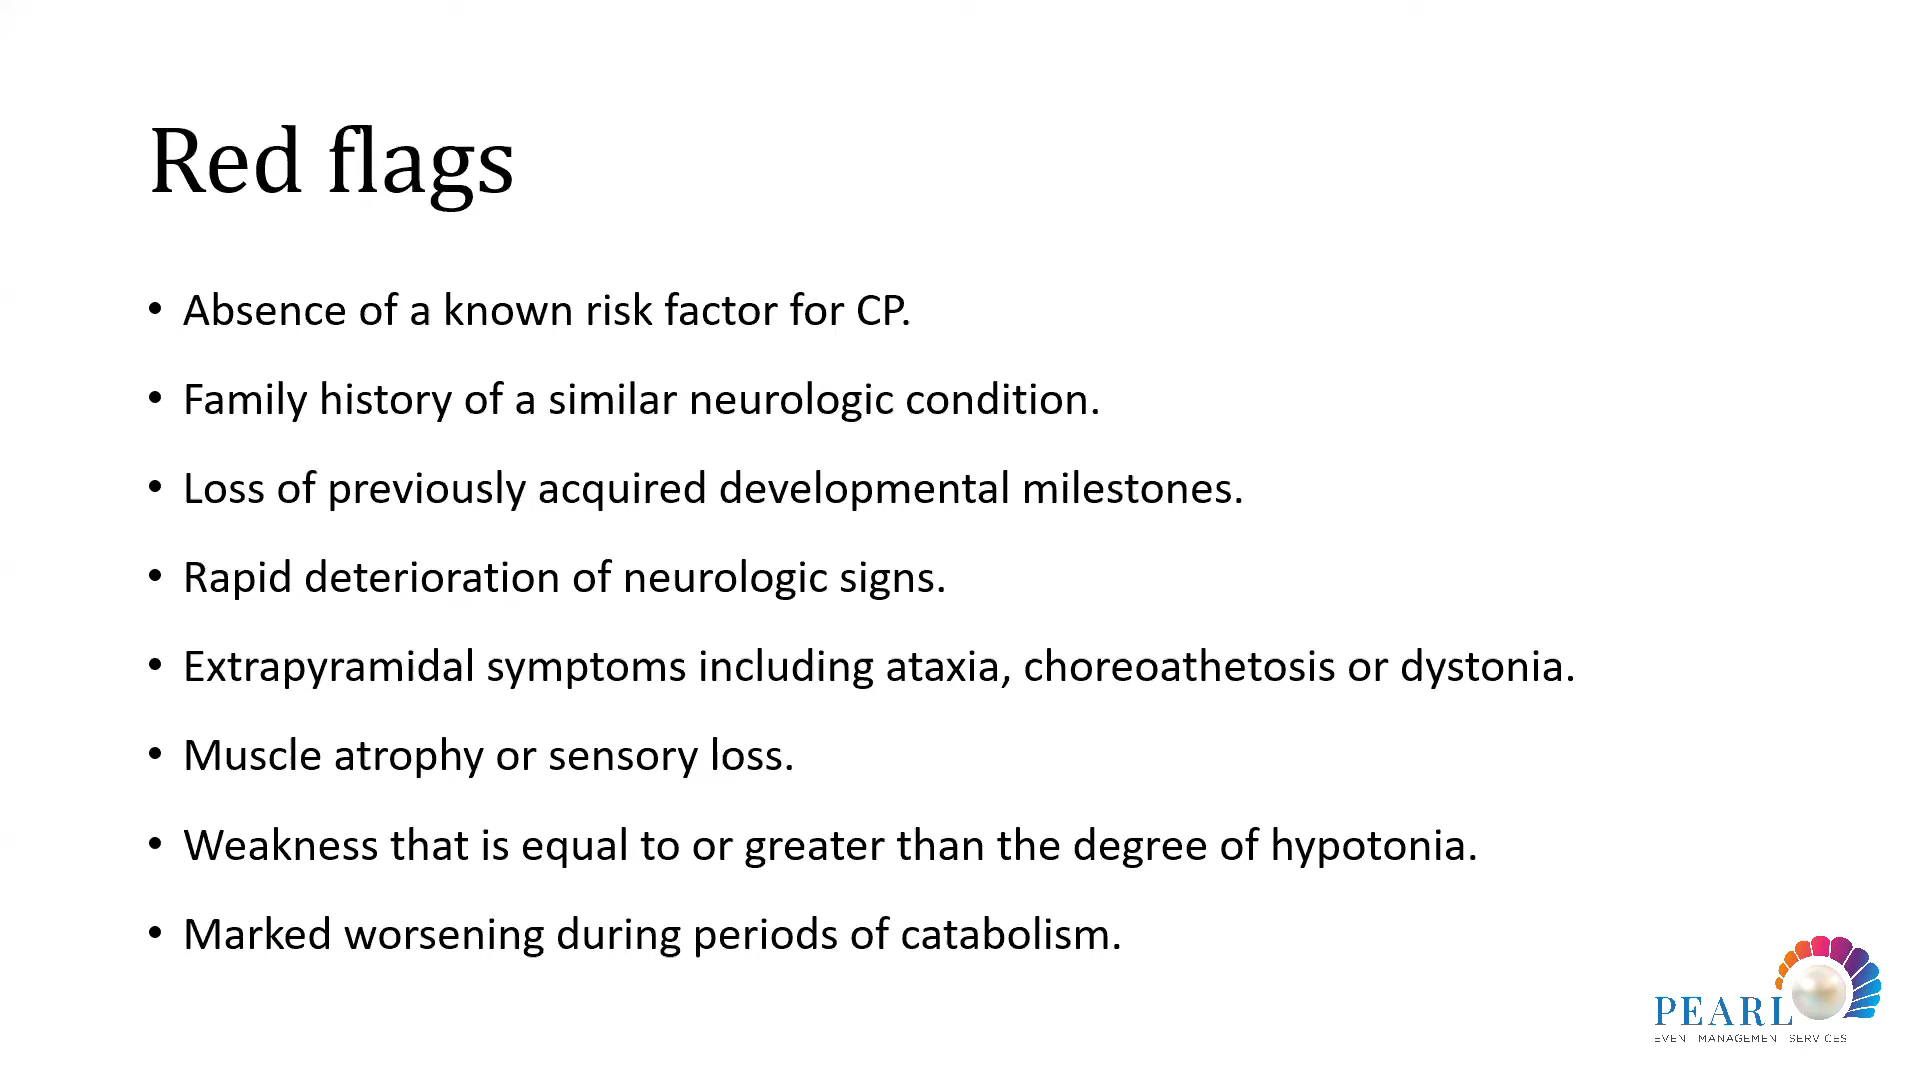 Red flags
• Absence of a known risk factor for CP.
• Family history of a similar neurologic condition.
• Loss of previously acquired developmental milestones.
• Rapid deterioration of neurologic signs.
• Extrapyramidal symptoms including ataxia, choreoathetosis or dystonia.
• Muscle atrophy or sensory loss.
• Weakness that is equal to or greater than the degree of hypotonia.
• Marked worsening during periods of catabolism.
PEARL
EVENT MANAGEMENT SERVICES